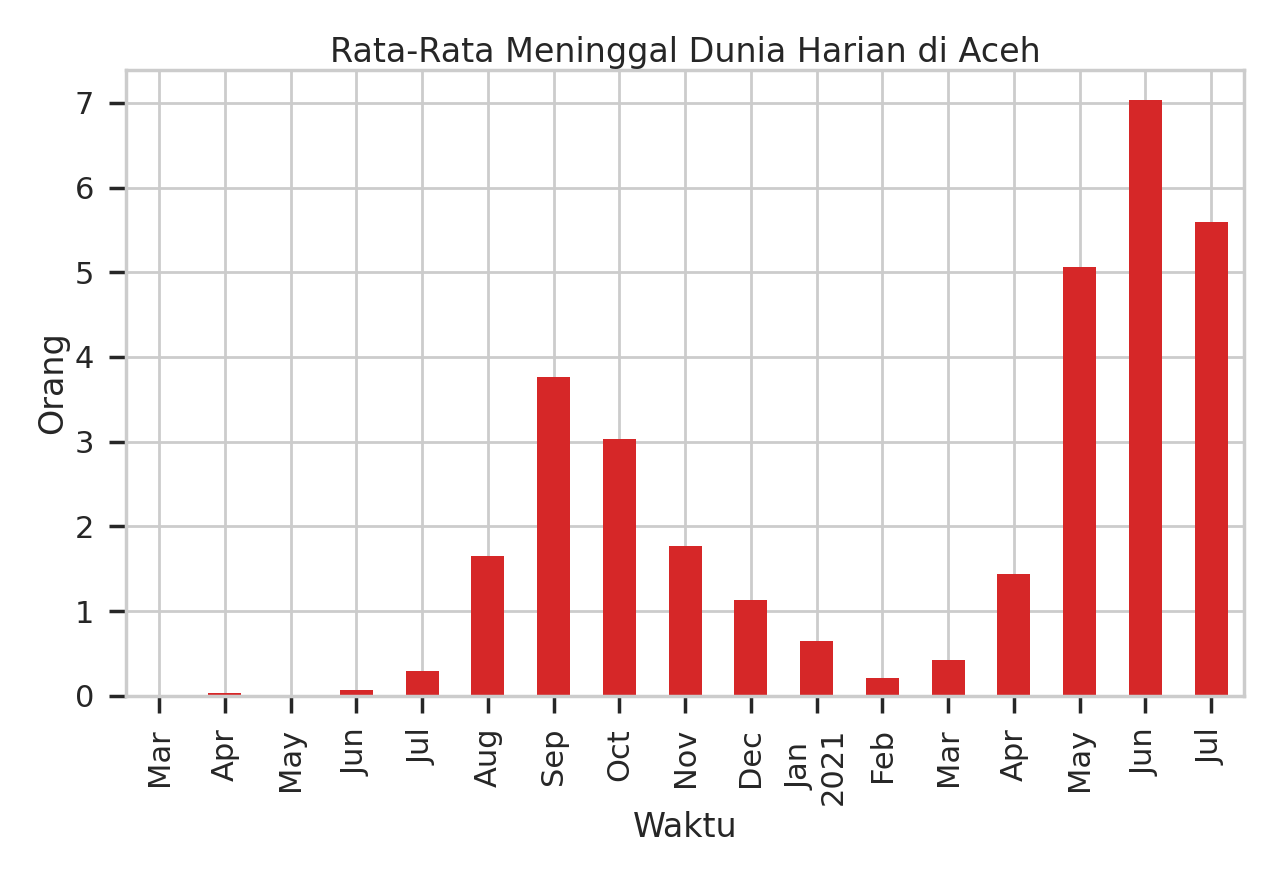 Rata-Rata Meninggal Dunia Harian di Aceh
7
6
5
4
3
2
1
0
Orang
Mar
Apr
May
Jun
Jul
Aug
Sep
Oct
Nov
Dec
Jan
2021
Feb
Mar
Apr
May
Jun
Jul
Waktu